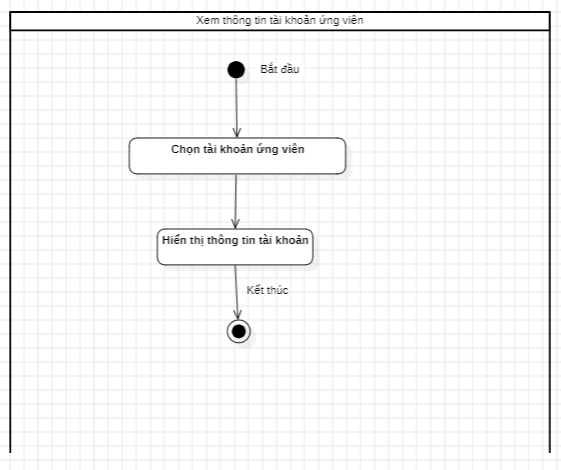 Xem thông tin tài khoản ứng viên
Bắt đầu
Chọn tài khoản ứng viên
Hiển thị thông tin tài khoản
Kết thúc